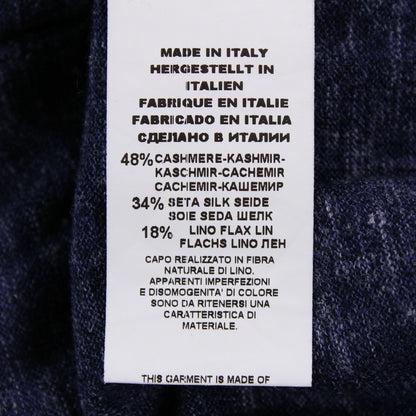 MADE IN ITALY
HERGESTELLT IN
ITALIEN
FABRIQUE EN ITALIE
FABRICADO EN ITALIA
СДЕЛАНО В ИТАЛИИ
48% CASHMERE-KASHMIR-
KASCHMIR-CACHEMIR
CACHEMIR-КАШЕМИР
34% SETA SILK SEIDE
SOIE SEDA ШЕЛК
18% LINO FLAX LIN
FLACHS LINO ЛЕН
CAPO REALIZZATO IN FIBRA
NATURALE DI LINO.
APPARENTI IMPERFEZIONI
E DISOMOGENITA' DI COLORE
SONO DA RITENERSI UNA
CARATTERISTICA DI
MATERIALE.
THIS GARMENT IS MADE OF